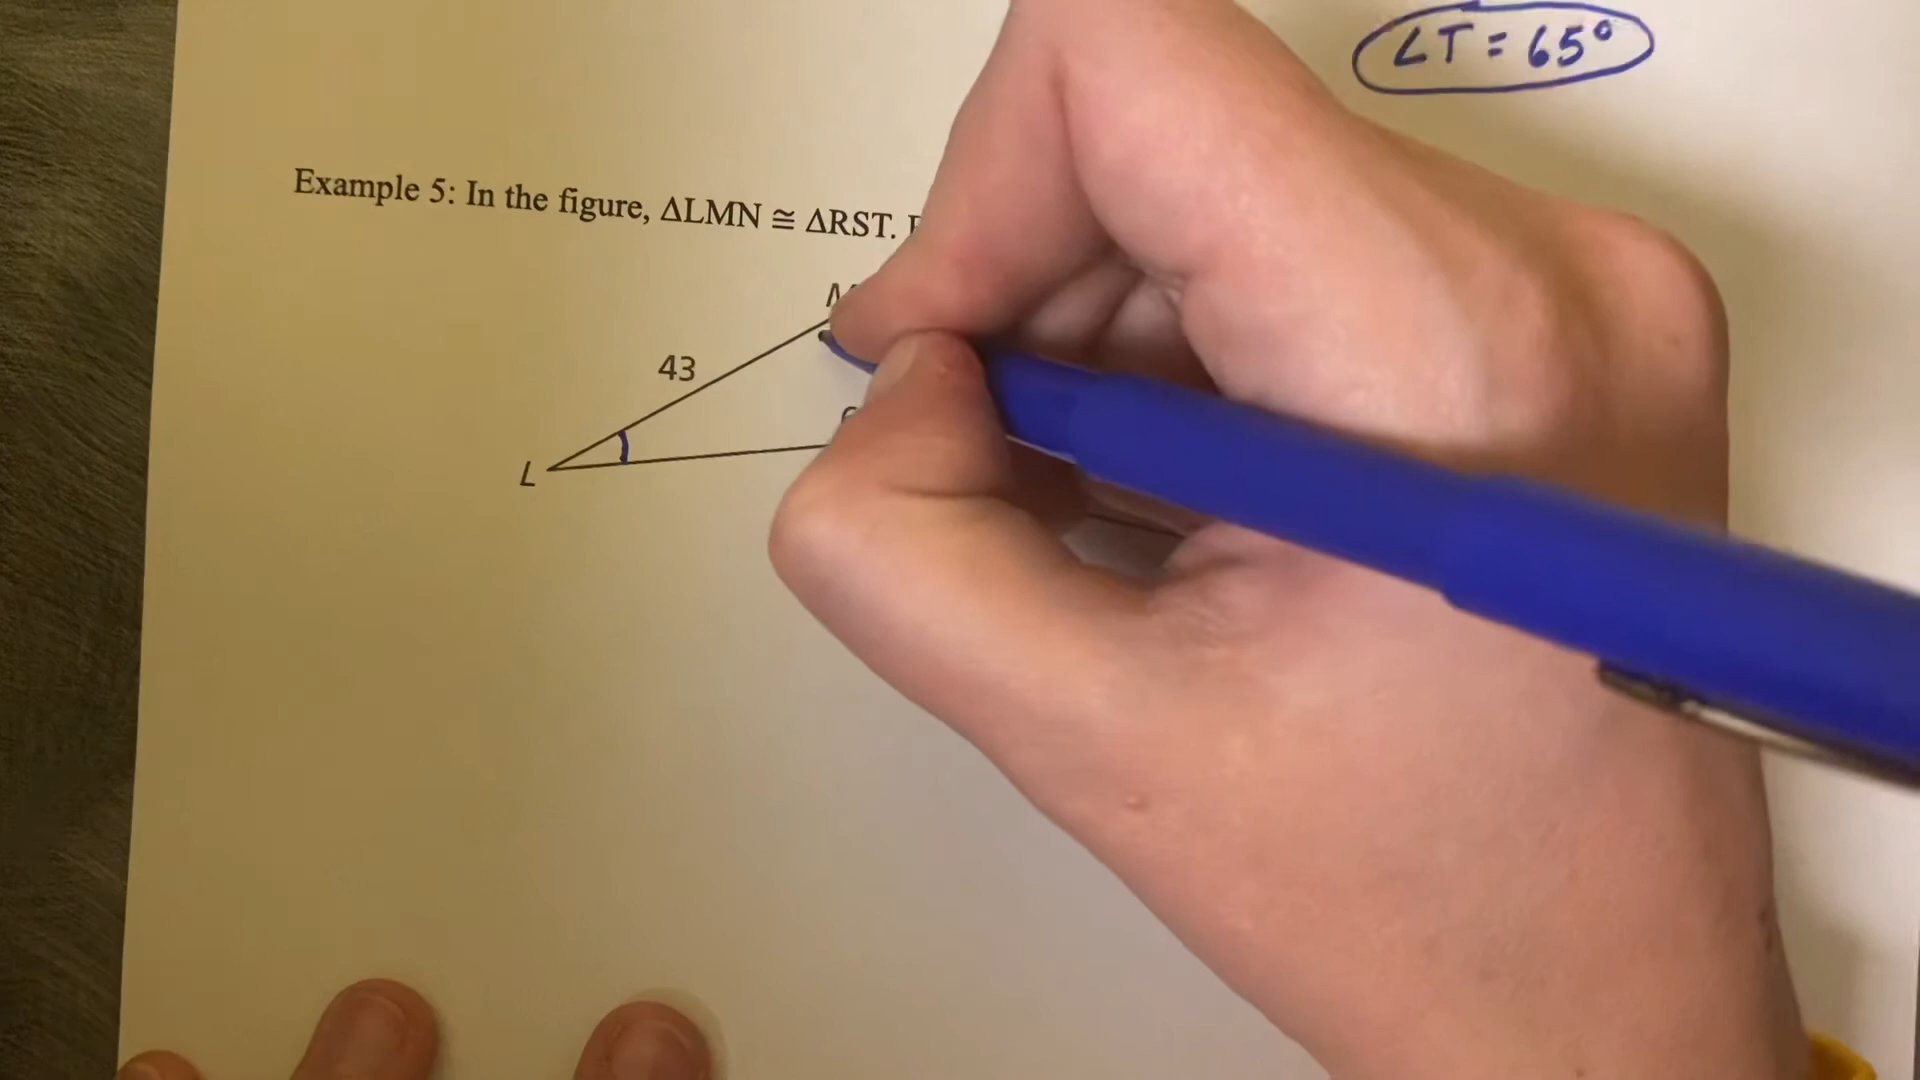 ∠T = 65°
Example 5: In the figure, ΔLMN ≅ ΔRST.
M
43
L